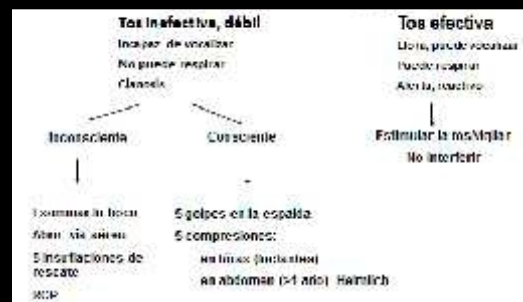 Tos inefectiva, débil
Incapaz de vocalizar
No puede respirar
Cianosis
Inconsciente
Consciente
Examinar la boca
Abrir vía aérea
5 insuflaciones de
rescate
RCP
5 golpes en la espalda
5 compresiones:
en tórax (lactantes)
en abdomen (>1 año) Heimlich
Tos efectiva
Llora, puede vocalizar
Puede respirar
Alerta, reactivo
Estimular la tos/vigilar
No interferir